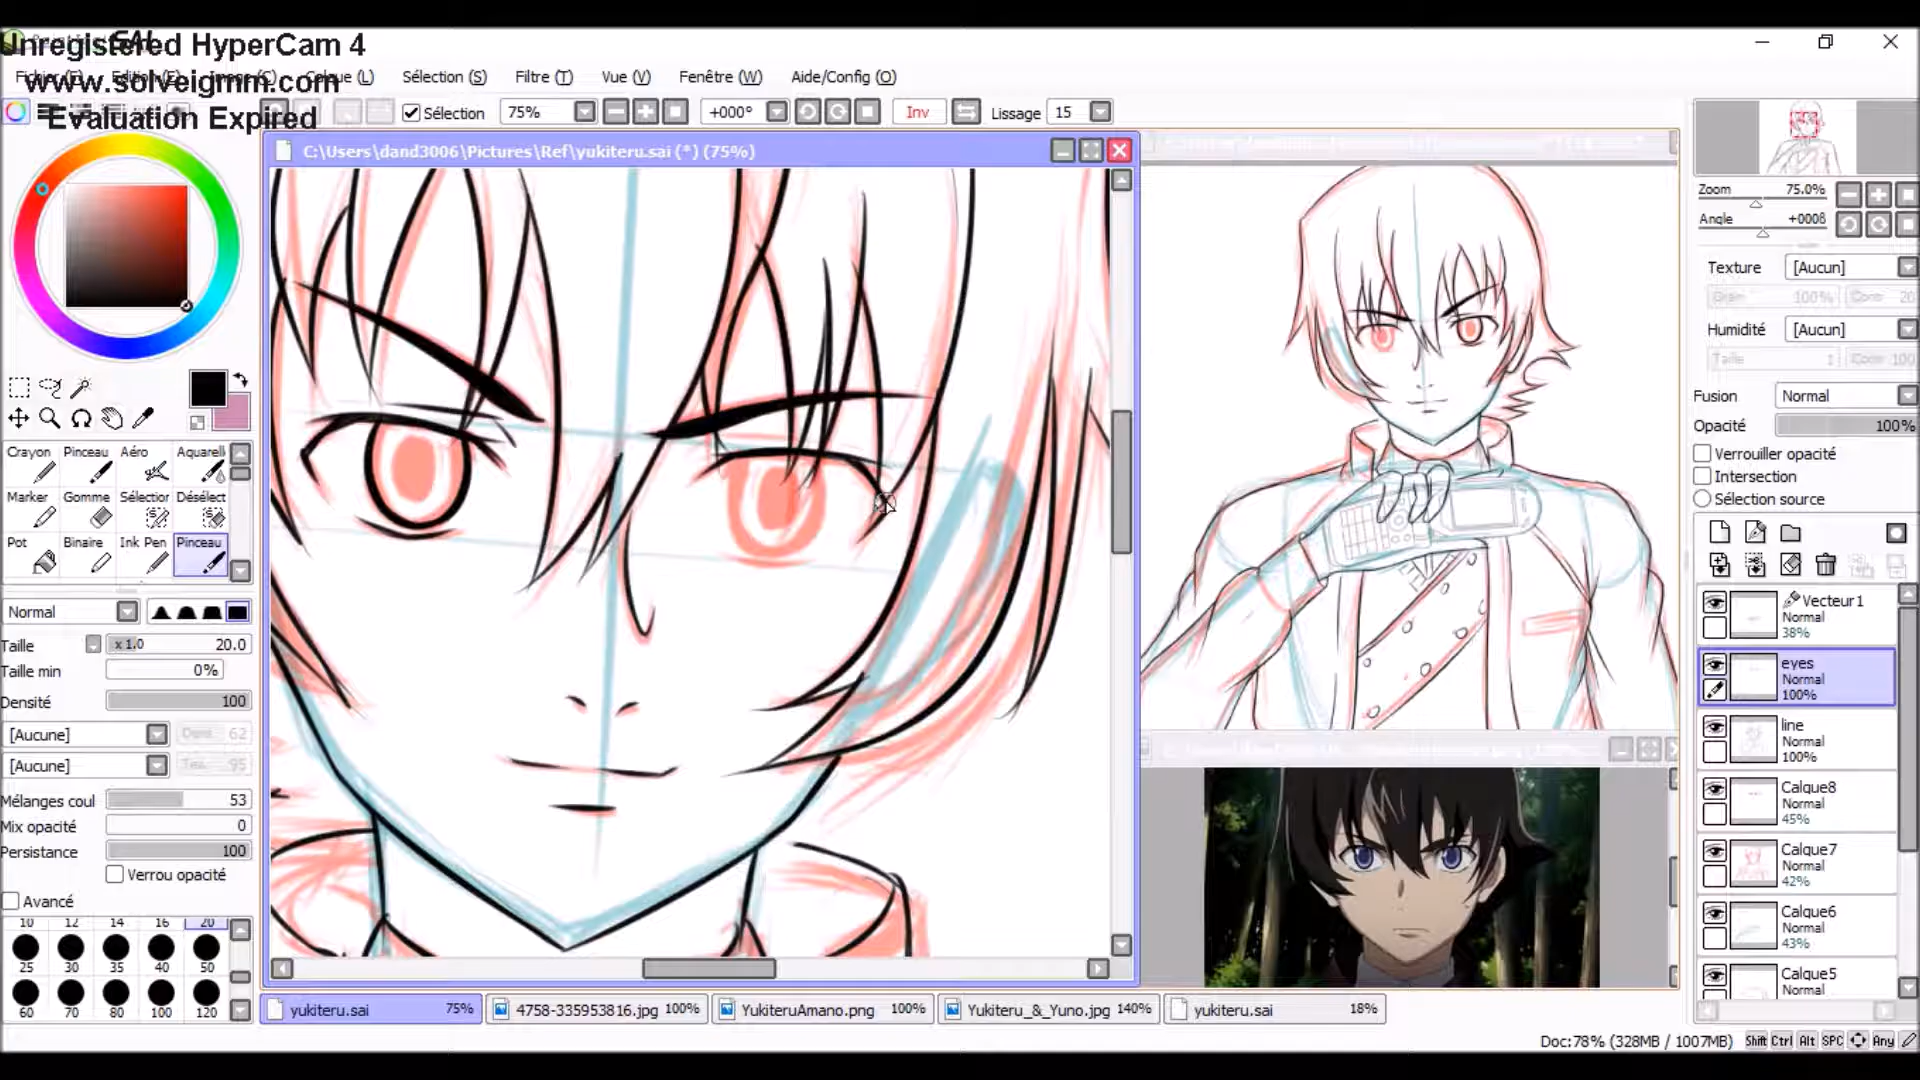 Unregistered HyperCam 4
www.solveigmm.com
Evaluation Expired
Sélection (S) Filtre (T) Vue (V) Fenêtre (W) Aide/Config (O)
Sélection 75% +000° Inv Lissage 15
C:\Users\dand3006\Pictures\Ref\yukiteru.sai (*) (75%)
Zoom 75.0%
Angle +000ß
Texture [Aucun]
Grain 100%
Humidité [Aucun]
Taille 1
Fusion Normal
Opacité 100%
Verrouiller opacité
Intersection
Sélection source
Crayon Pinceau Aéro Aquarell
Marker Gomme Sélection Désélect
Pot Binaire Ink Pen Pinceau
Normal
Taille x 1.0 20.0
Taille min 0%
Densité 100
[Aucune] 62
[Aucune] 95
Mélanges coul 53
Mix opacité 0
Persistance 100
Verrou opacité
Avancé
10 12 14 16 20
25 30 35 40 50
60 70 80 100 120
Vecteur1
Normal
38%
eyes
Normal
100%
line
Normal
100%
Calque8
Normal
45%
Calque7
Normal
42%
Calque6
Normal
43%
Calque5
Normal
yukiteru.sai 75% 4758-335953816.jpg 100% YukiteruAmano.png 100% Yukiteru_&_Yuno.jpg 140% yukiteru.sai 18%
Doc:78% (328MB / 1007MB) Shift Ctrl Alt SPC Any